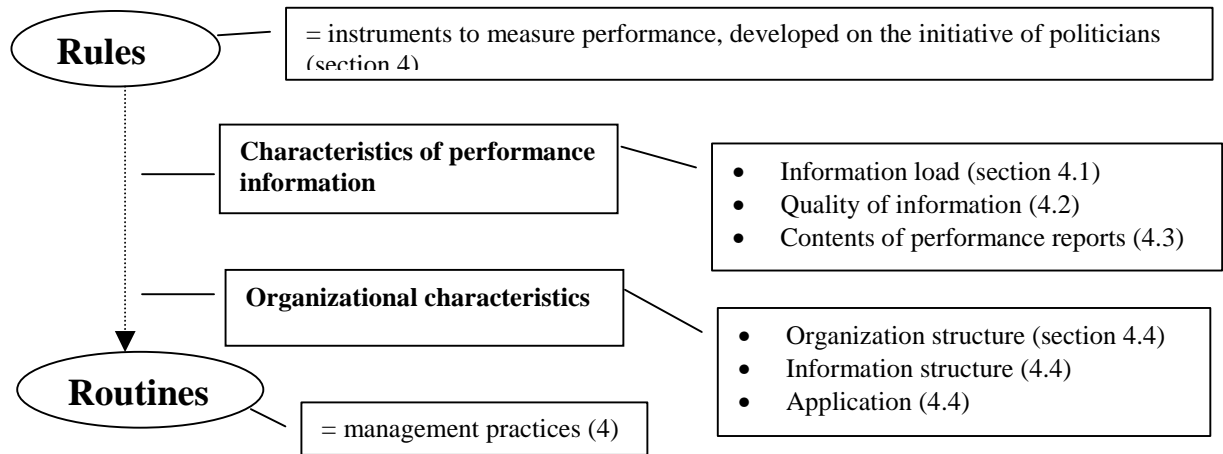 Rules
= instruments to measure performance, developed on the initiative of politicians
(section 4)
Characteristics of performance
information
• Information load (section 4.1)
• Quality of information (4.2)
• Contents of performance reports (4.3)
Organizational characteristics
• Organization structure (section 4.4)
• Information structure (4.4)
• Application (4.4)
Routines
= management practices (4)